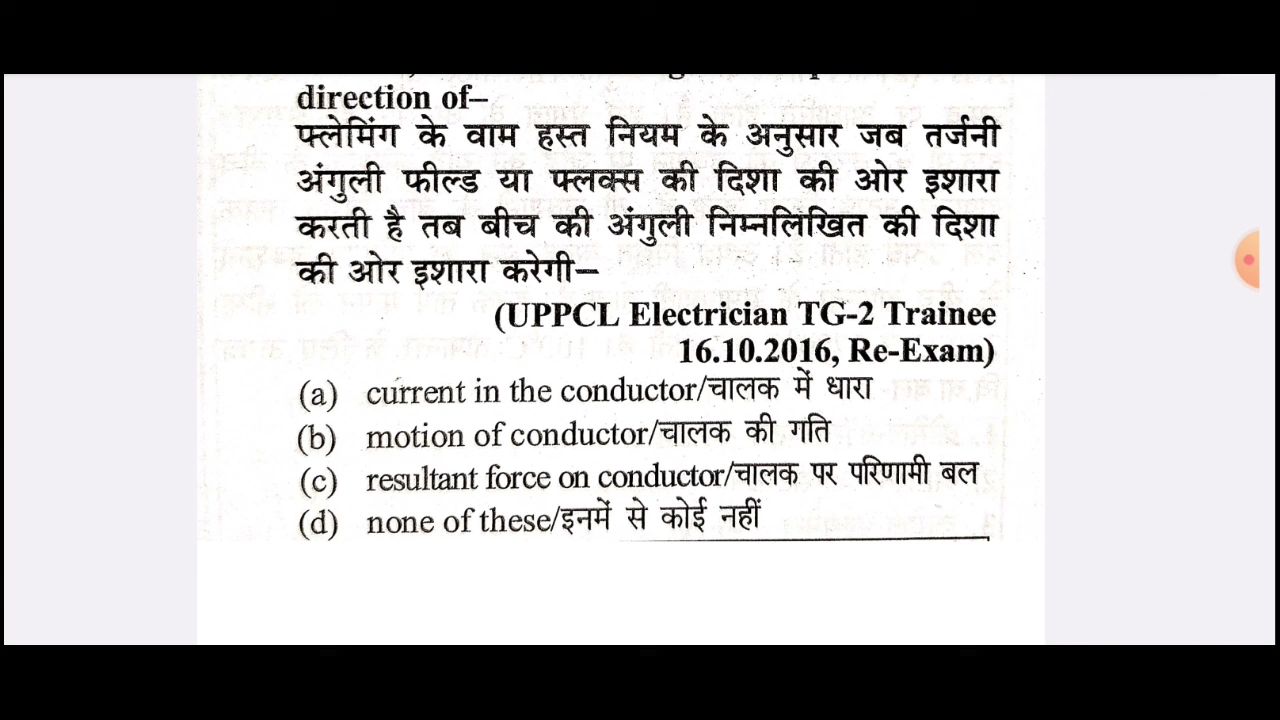 direction of–
फ्लेमिंग के वाम हस्त नियम के अनुसार जब तर्जनी
अंगुली फील्ड या फ्लक्स की दिशा की ओर इशारा
करती है तब बीच की अंगुली निम्नलिखित की दिशा
की ओर इशारा करेगी–
(UPPCL Electrician TG-2 Trainee
16.10.2016, Re-Exam)
(a) current in the conductor/चालक में धारा
(b) motion of conductor/चालक की गति
(c) resultant force on conductor/चालक पर परिणामी बल
(d) none of these/इनमें से कोई नहीं